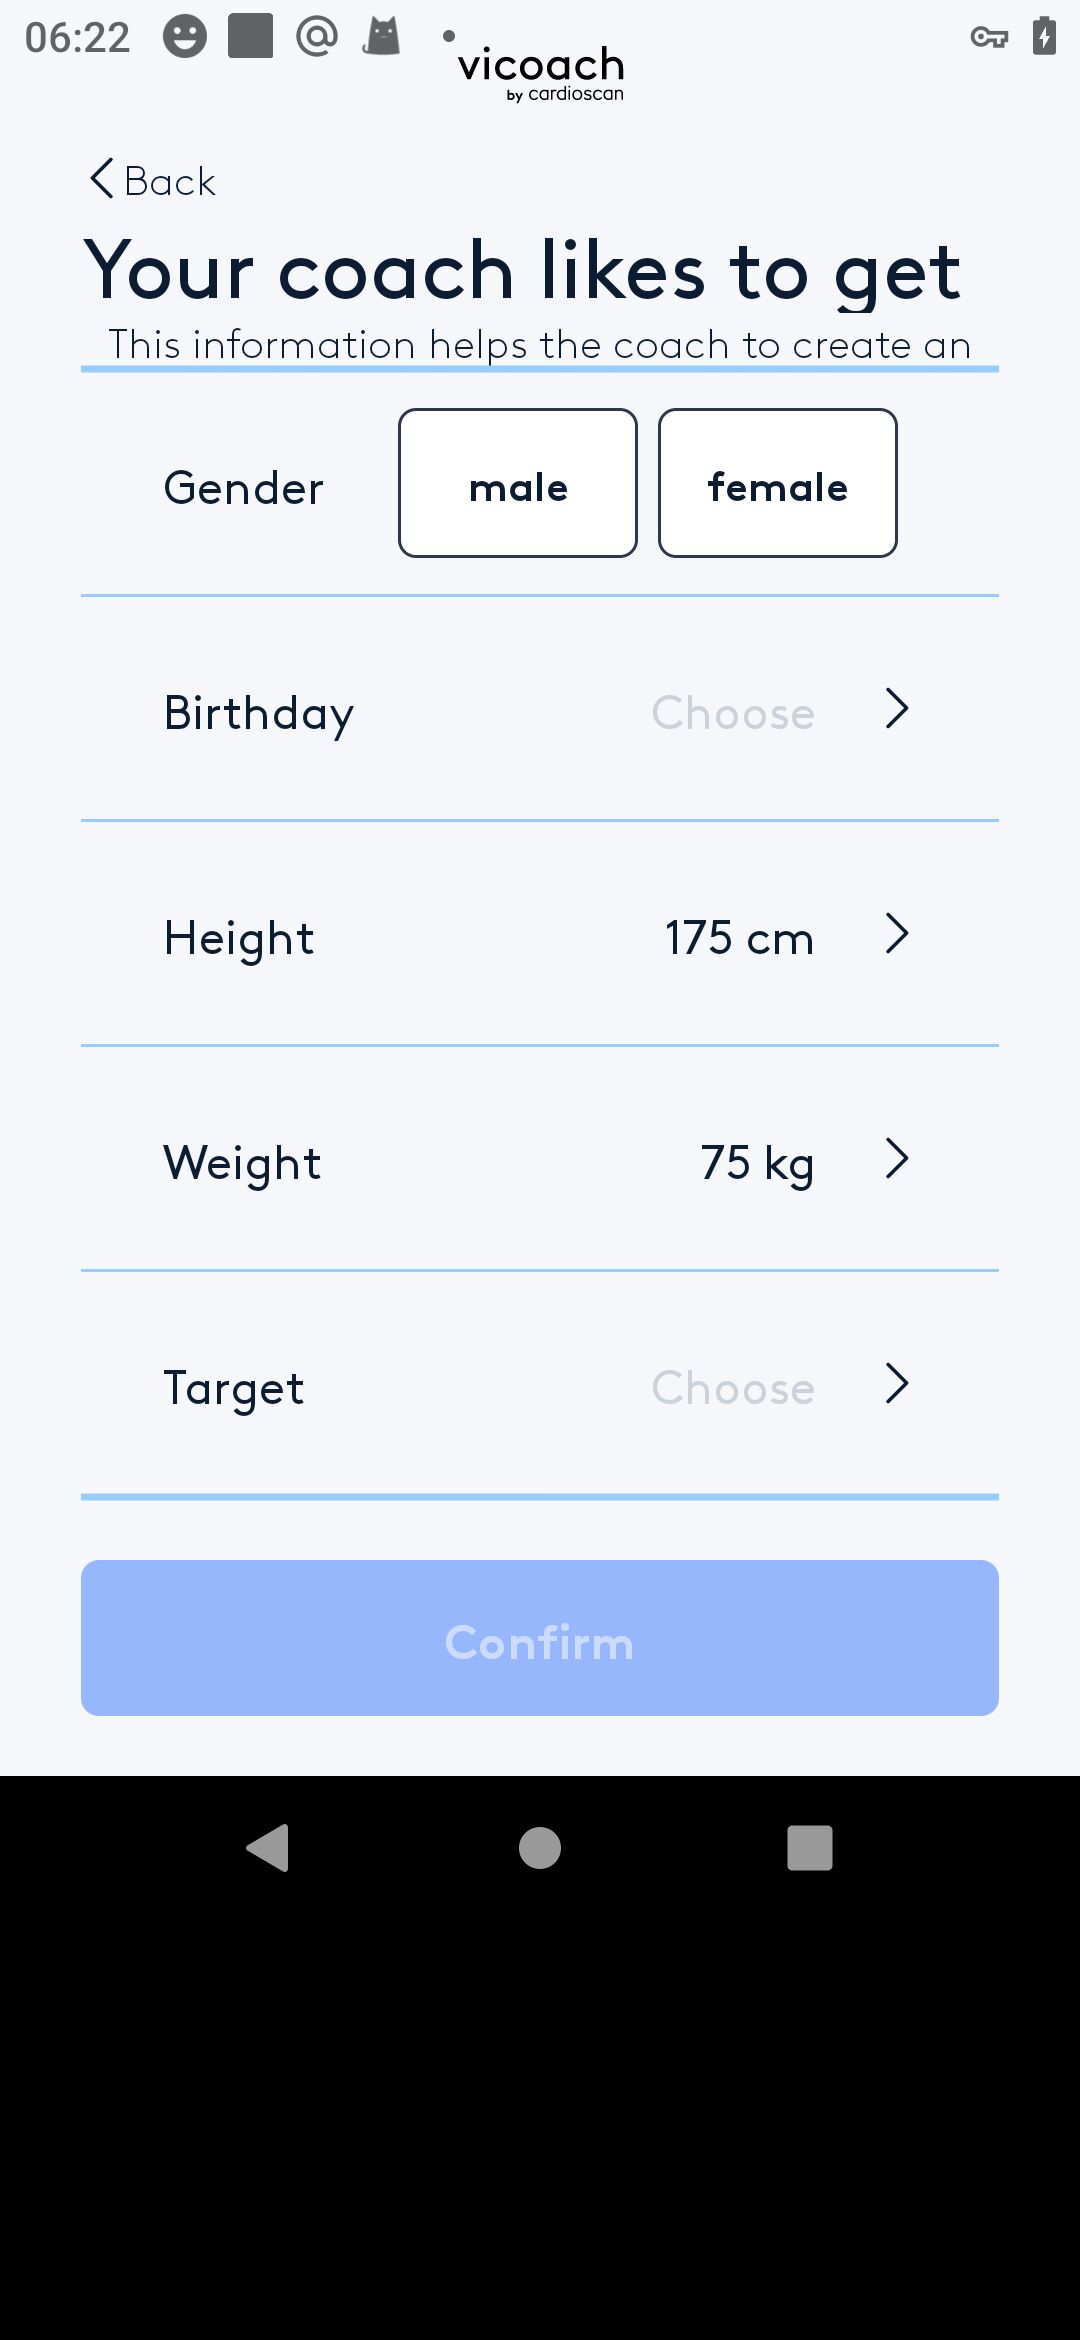 06:22
vicoach
by cardioscan
Back
Your coach likes to get
This information helps the coach to create an
Gender male female
Birthday Choose
Height 175 cm
Weight 75 kg
Target Choose
Confirm